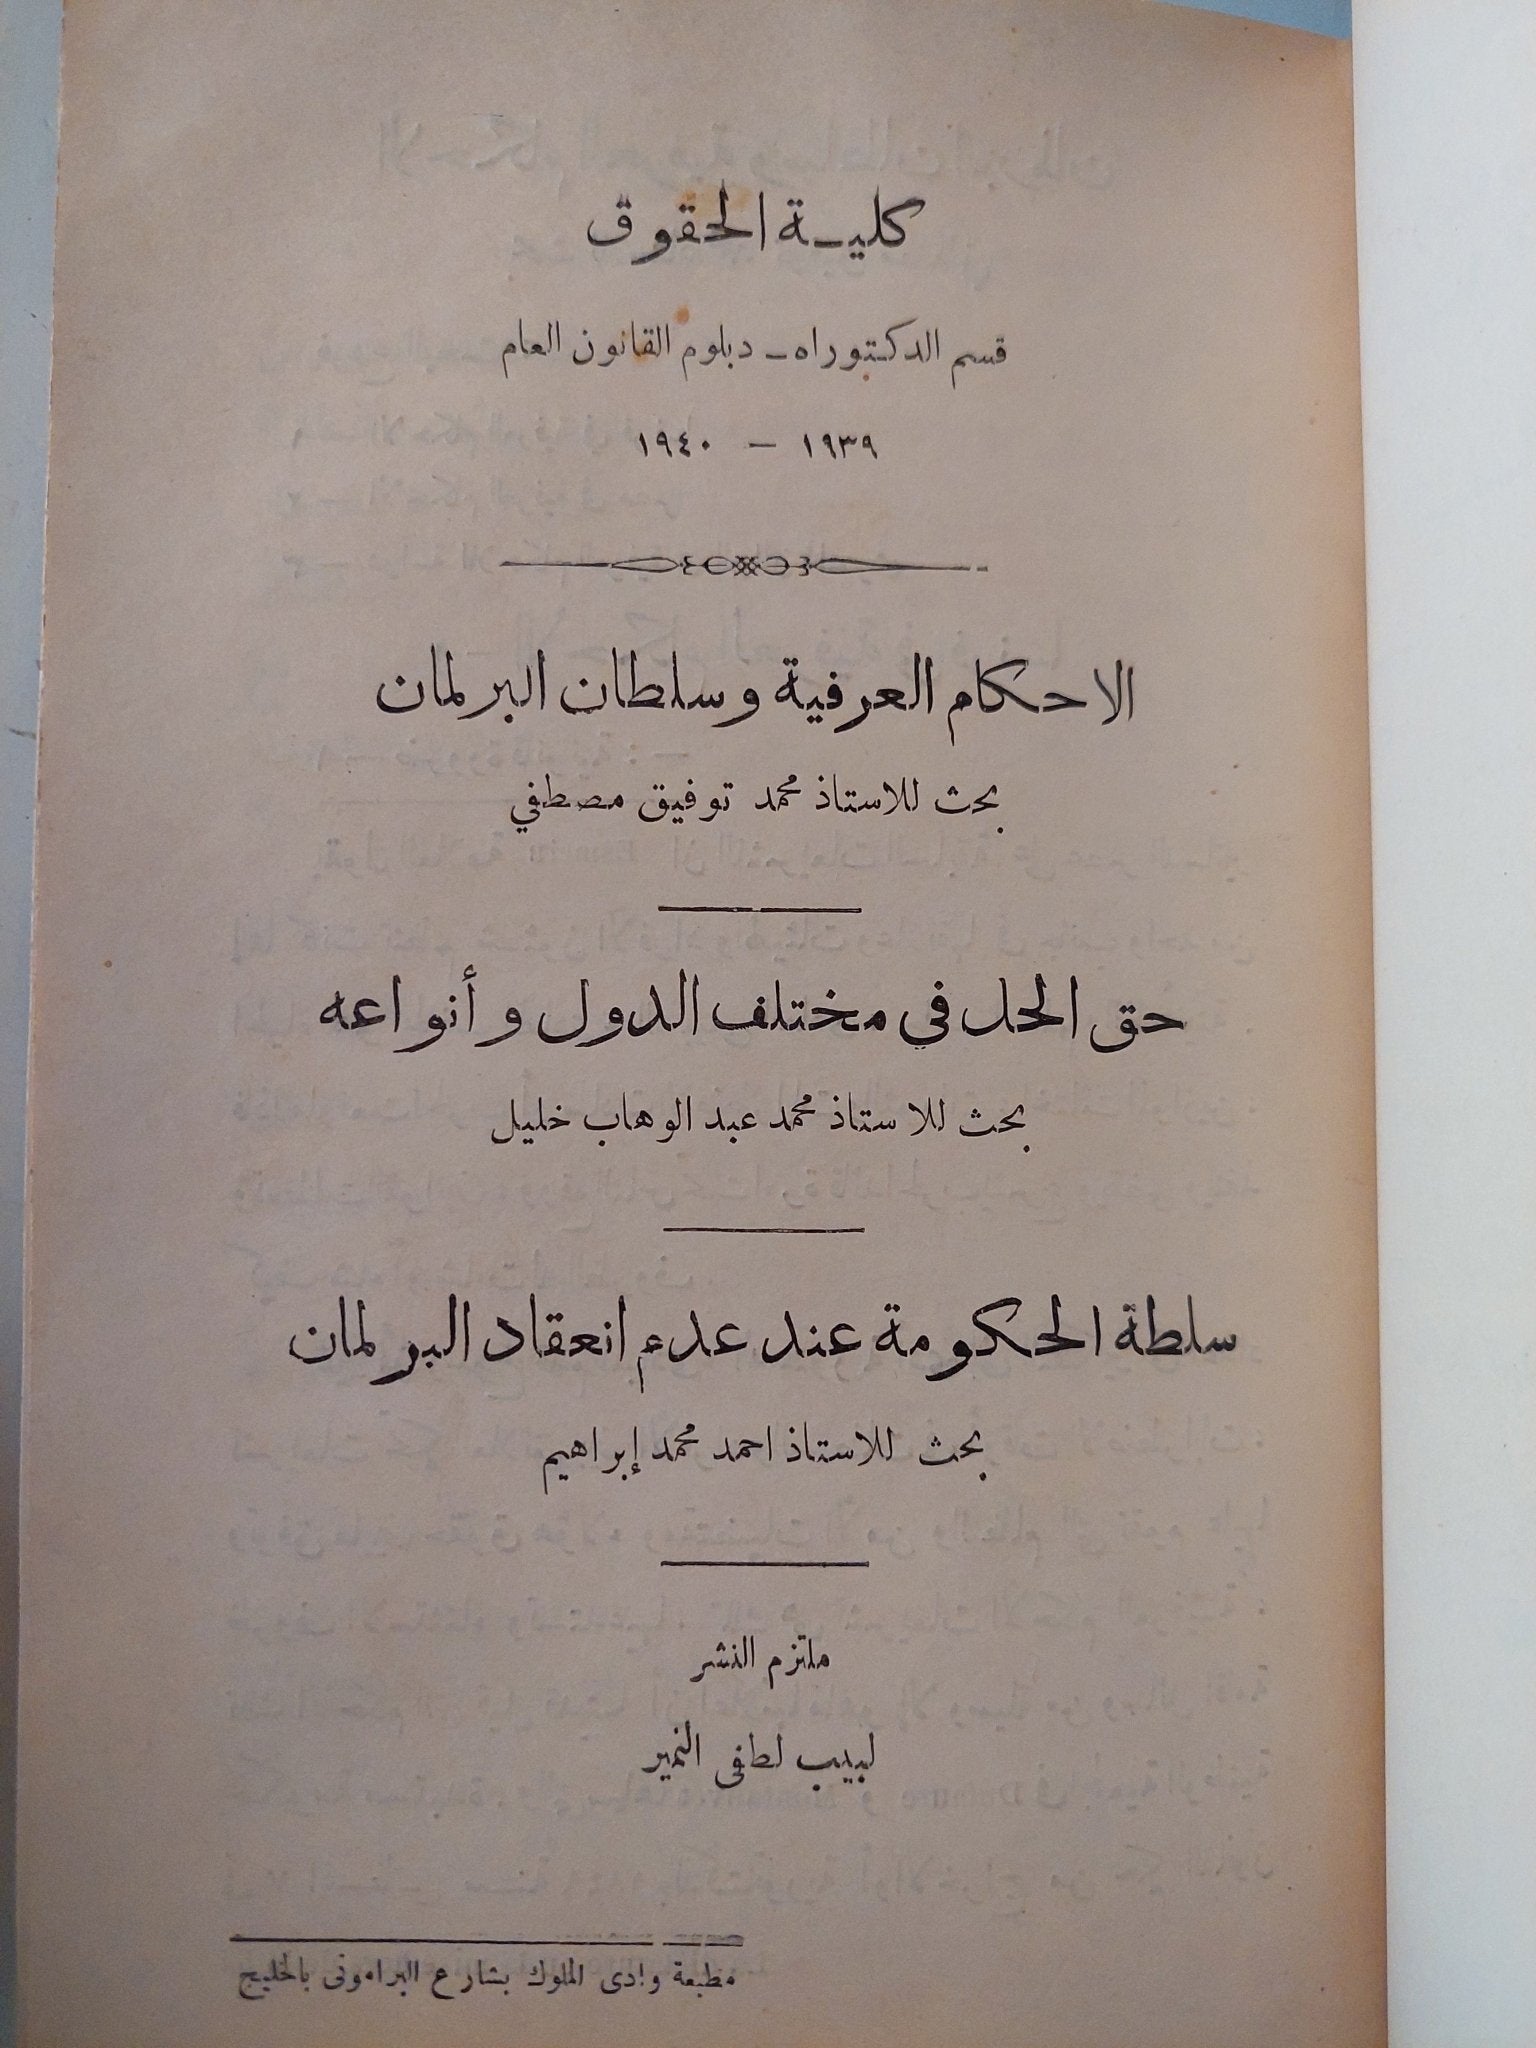 كلية الحقوق
قسم الدكتوراه - دبلوم القانون العام
١٩٣٩ - ١٩٤٠
الاحكام العرفية وسلطان البرلمان
بحث للاستاذ محمد توفيق مصطفي
حق الحل في مختلف الدول وأنواعه
بحث للاستاذ محمد عبد الوهاب خليل
سلطة الحكومة عند عدم انعقاد البرلمان
بحث للاستاذ احمد محمد إبراهيم
ملتزم النشر
لبيب لطفى النمير
مطبعة وادى الملوك بشارع البرامونى بالخليج